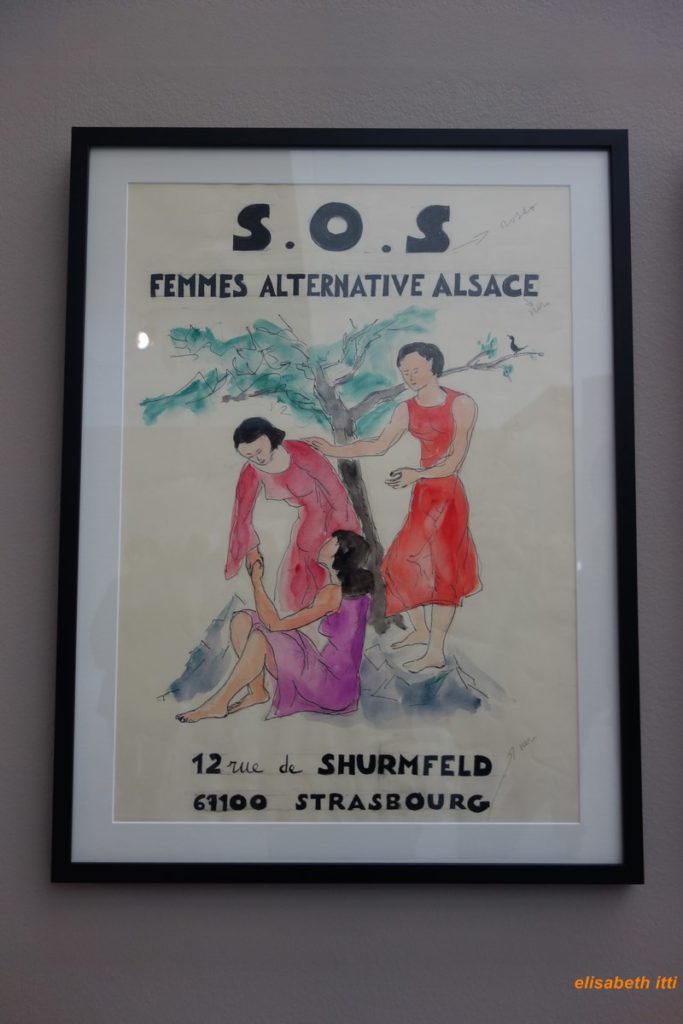 S.O.S
FEMMES ALTERNATIVE ALSACE
12 rue de SHURMFELD
67100 STRASBOURG
elisabeth itti